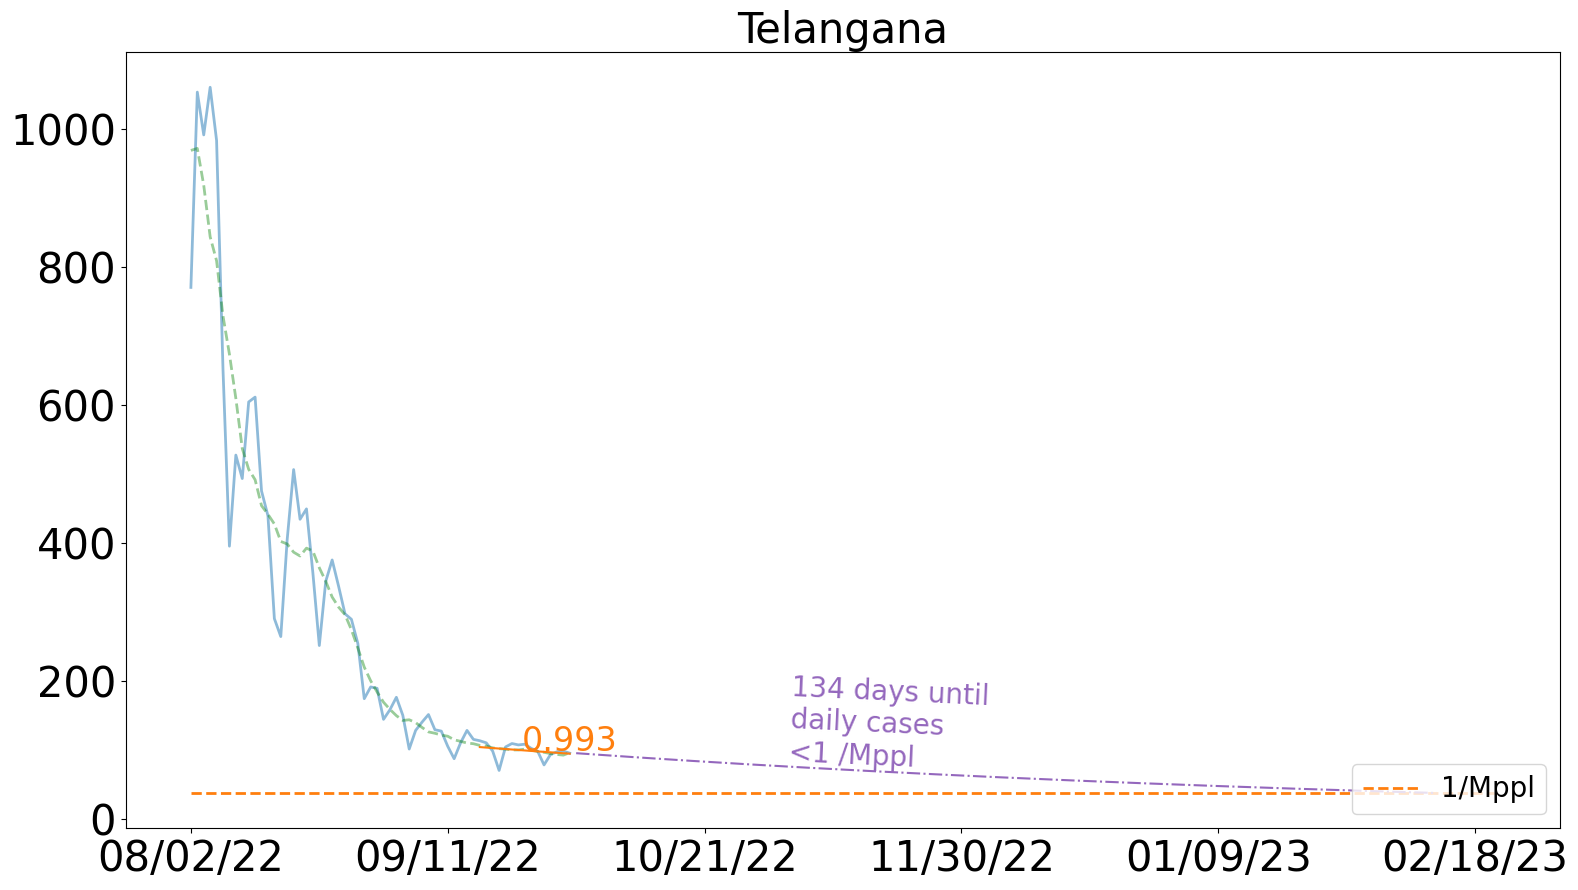 Telangana
1000
800
600
400
200
0
0.993
134 days until
daily cases
<1 /Mppl
1/Mppl
08/02/22 09/11/22 10/21/22 11/30/22 01/09/23 02/18/23